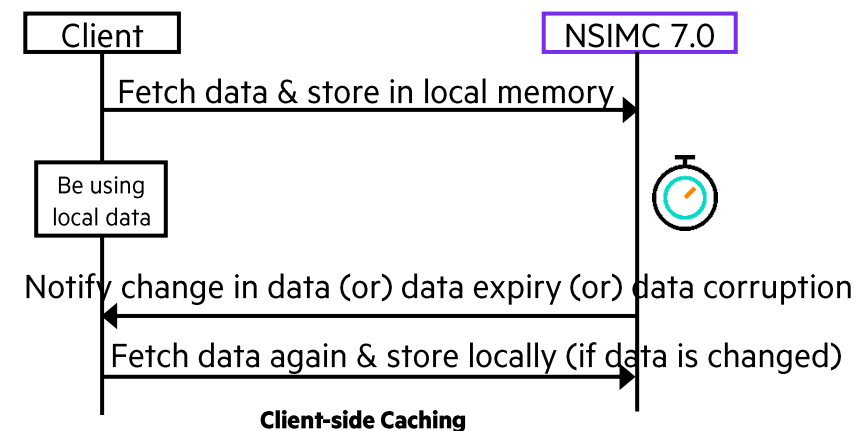 Client
NSIMC 7.0
Fetch data & store in local memory
Be using
local data
Notify change in data (or) data expiry (or) data corruption
Fetch data again & store locally (if data is changed)
Client-side Caching